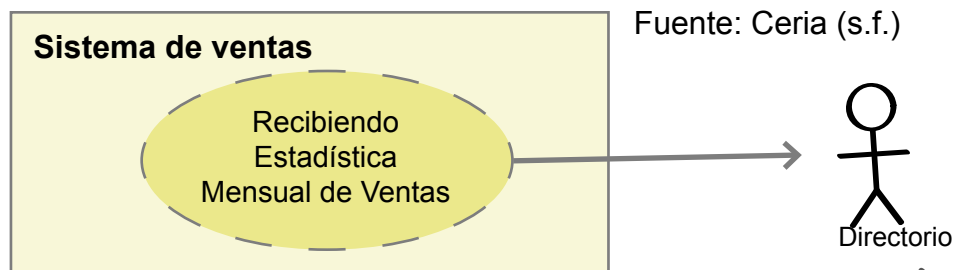 Fuente: Ceria (s.f.)
Sistema de ventas
Recibiendo
Estadística
Mensual de Ventas
Directorio